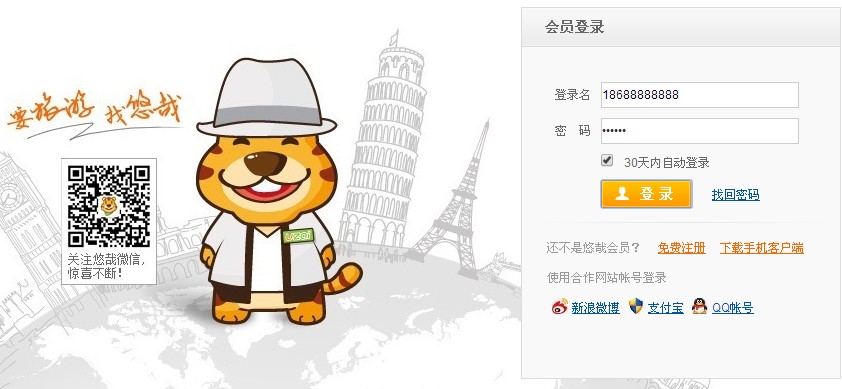 要旅游 找悠哉
关注悠哉微信,
惊喜不断!
uzai
会员登录
登录名 18688888888
密 码 ••••••
30天内自动登录
登 录 找回密码
还不是悠哉会员? 免费注册 下载手机客户端
使用合作网站帐号登录
新浪微博 支付宝 QQ帐号